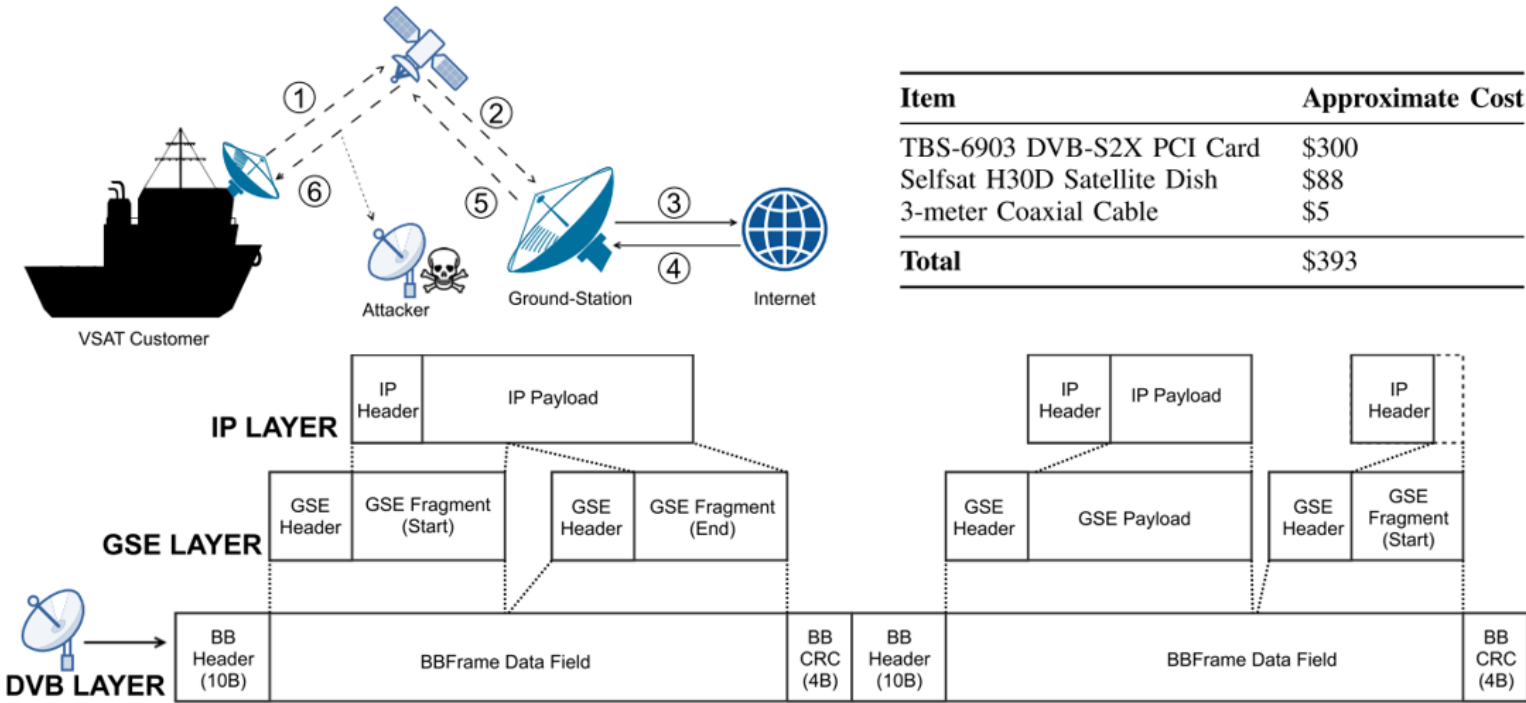 ①
②
③
④
⑤
⑥
VSAT Customer
Attacker
Ground-Station
Internet
Item Approximate Cost
TBS-6903 DVB-S2X PCI Card $300
Selfsat H30D Satellite Dish $88
3-meter Coaxial Cable $5
Total $393
IP LAYER
IP
Header
IP Payload
IP
Header
IP Payload
IP
Header
GSE LAYER
GSE
Header
GSE Fragment
(Start)
GSE
Header
GSE Fragment
(End)
GSE
Header
GSE Payload
GSE
Header
GSE
Fragment
(Start)
DVB LAYER
BB
Header
(10B)
BBFrame Data Field
BB
CRC
(4B)
BB
Header
(10B)
BBFrame Data Field
BB
CRC
(4B)